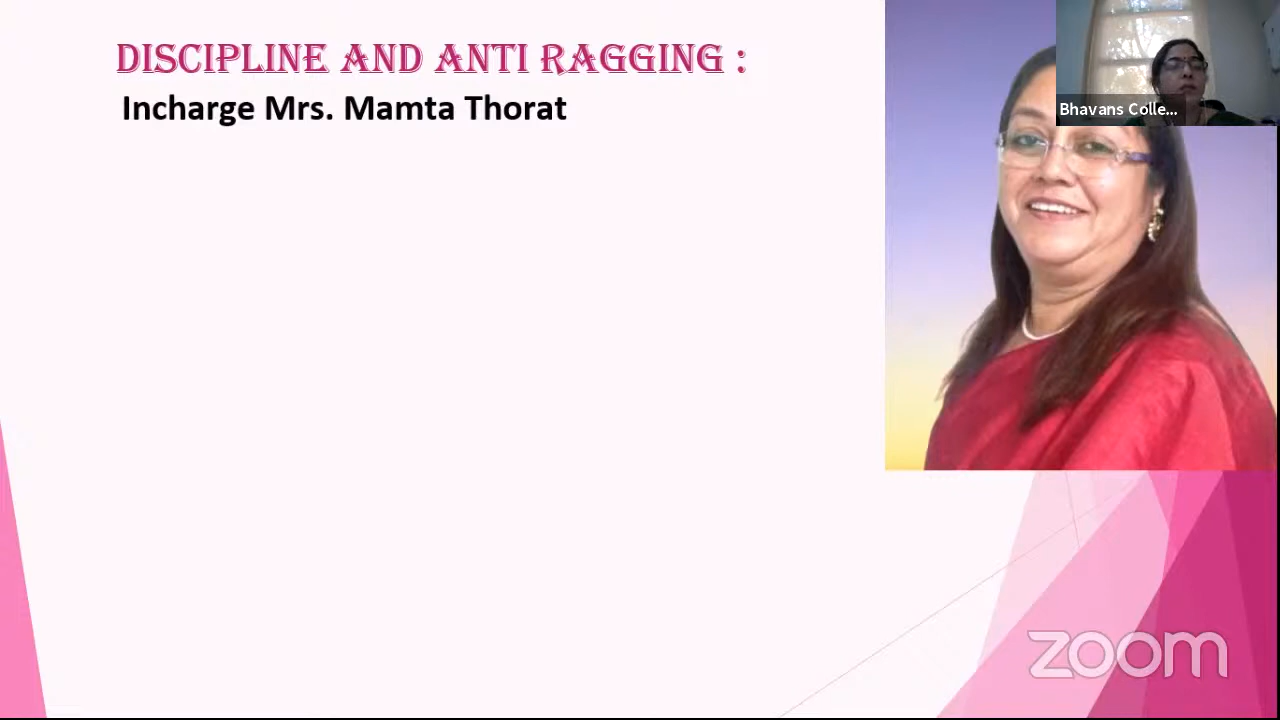 DISCIPLINE AND ANTI RAGGING :
Incharge Mrs. Mamta Thorat
Bhavans Colle...
zoom